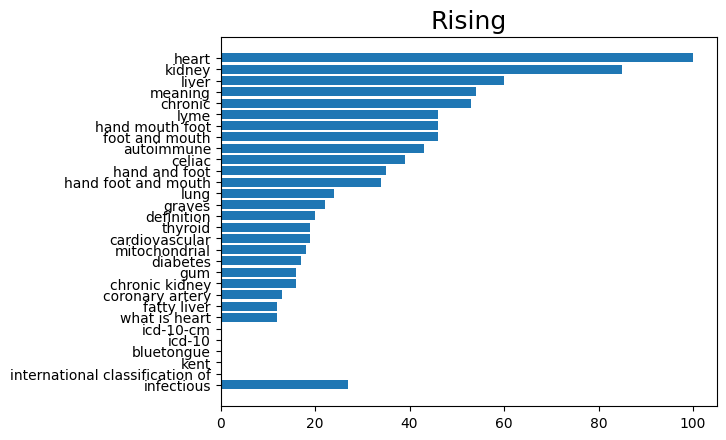 Rising
heart
kidney
liver
meaning
chronic
lyme
hand mouth foot
foot and mouth
autoimmune
celiac
hand and foot
hand foot and mouth
lung
graves
definition
thyroid
cardiovascular
mitochondrial
diabetes
gum
chronic kidney
coronary artery
fatty liver
what is heart
icd-10-cm
icd-10
bluetongue
kent
international classification of
infectious
0 20 40 60 80 100